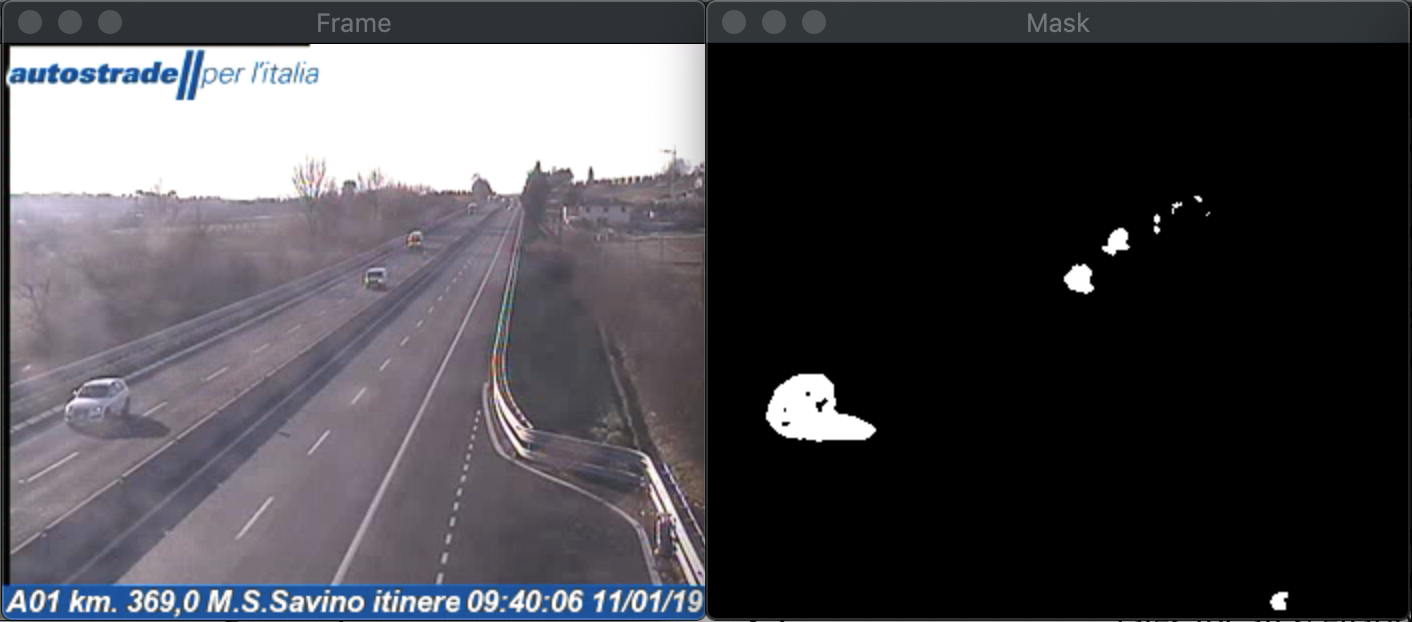 Frame
Mask
autostrade//per l'italia
A01 km. 369,0 M.S.Savino itinere 09:40:06 11/01/19